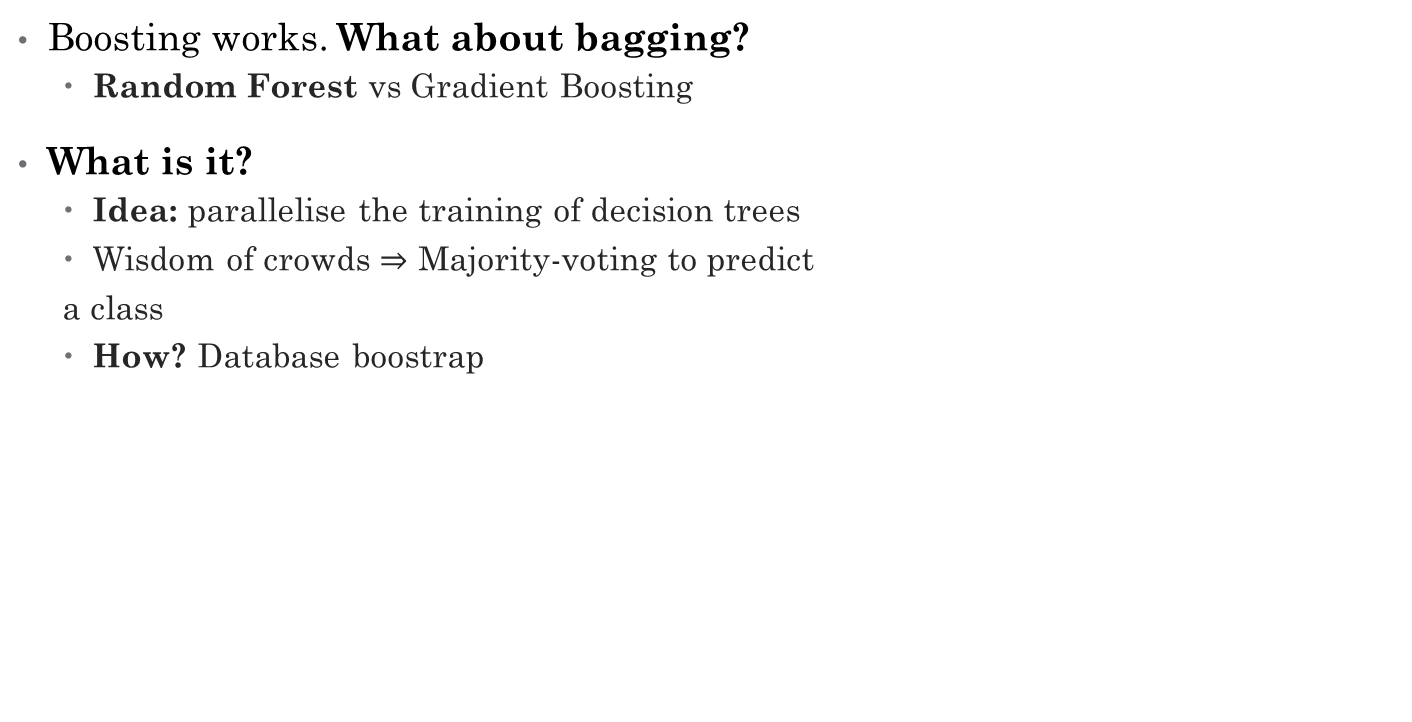 • Boosting works. What about bagging?
• Random Forest vs Gradient Boosting
• What is it?
• Idea: parallelise the training of decision trees
• Wisdom of crowds ⇒ Majority-voting to predict
a class
• How? Database boostrap